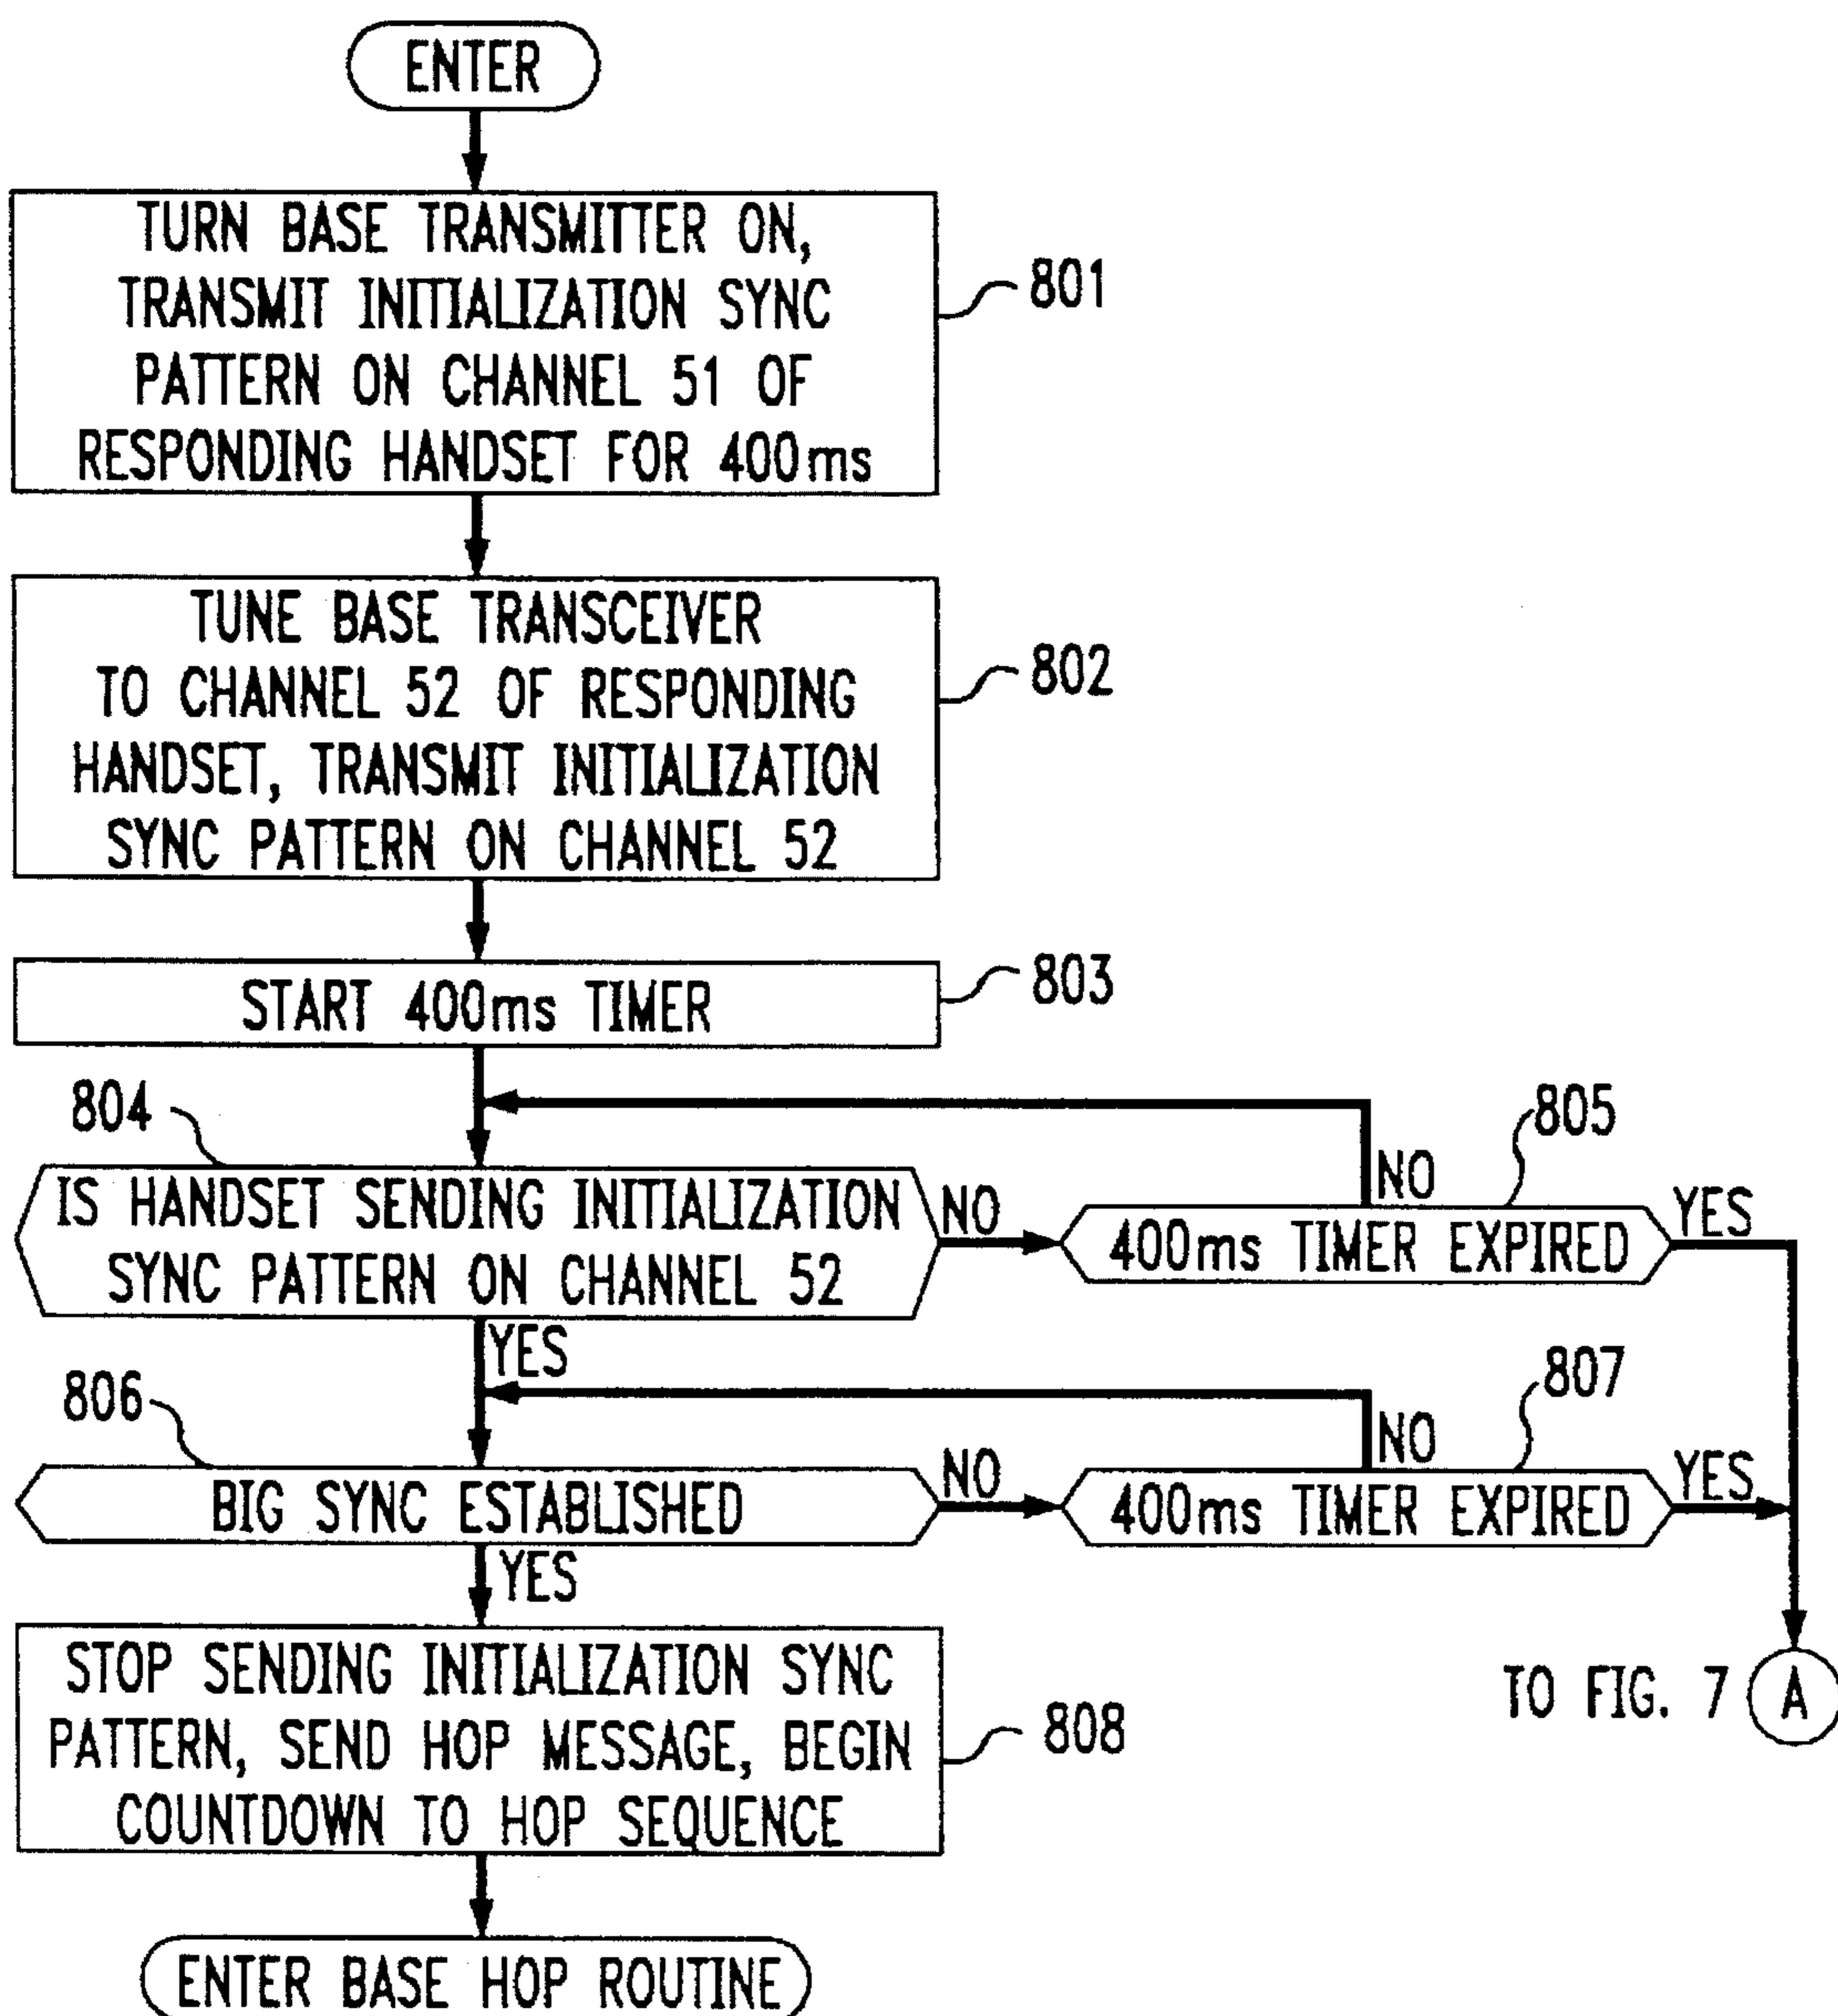 ENTER
TURN BASE TRANSMITTER ON,
TRANSMIT INITIALIZATION SYNC
PATTERN ON CHANNEL 51 OF
RESPONDING HANDSET FOR 400ms
801
TUNE BASE TRANSCEIVER
TO CHANNEL 52 OF RESPONDING
HANDSET, TRANSMIT INITIALIZATION
SYNC PATTERN ON CHANNEL 52
802
START 400ms TIMER
803
804
IS HANDSET SENDING INITIALIZATION
SYNC PATTERN ON CHANNEL 52
NO
YES
805
400ms TIMER EXPIRED
NO
YES
806
BIG SYNC ESTABLISHED
NO
YES
807
400ms TIMER EXPIRED
NO
YES
STOP SENDING INITIALIZATION SYNC
PATTERN, SEND HOP MESSAGE, BEGIN
COUNTDOWN TO HOP SEQUENCE
808
TO FIG. 7 A
ENTER BASE HOP ROUTINE